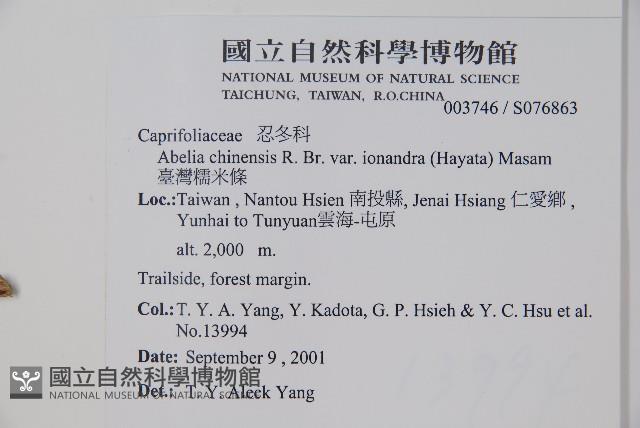 國立自然科學博物館
NATIONAL MUSEUM OF NATURAL SCIENCE
TAICHUNG, TAIWAN, R.O.CHINA
003746 / S076863
Caprifoliaceae 忍冬科
Abelia chinensis R. Br. var. ionandra (Hayata) Masam
臺灣糯米條
Loc.:Taiwan , Nantou Hsien 南投縣, Jenai Hsiang 仁愛鄉 ,
Yunhai to Tunyuan雲海-屯原
alt. 2,000 m.
Trailside, forest margin.
Col.: T. Y. A. Yang, Y. Kadota, G. P. Hsieh & Y. C. Hsu et al.
No.13994
Date: September 9 , 2001
Det.: T. Y. Aleck Yang
國立自然科學博物館
NATIONAL MUSEUM OF NATURAL SCIENCE
13994